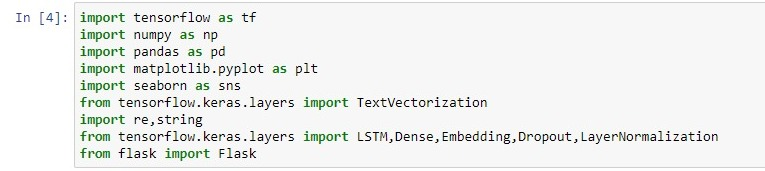 In [4]: import tensorflow as tf
import numpy as np
import pandas as pd
import matplotlib.pyplot as plt
import seaborn as sns
from tensorflow.keras.layers import TextVectorization
import re,string
from tensorflow.keras.layers import LSTM,Dense,Embedding,Dropout,LayerNormalization
from flask import Flask